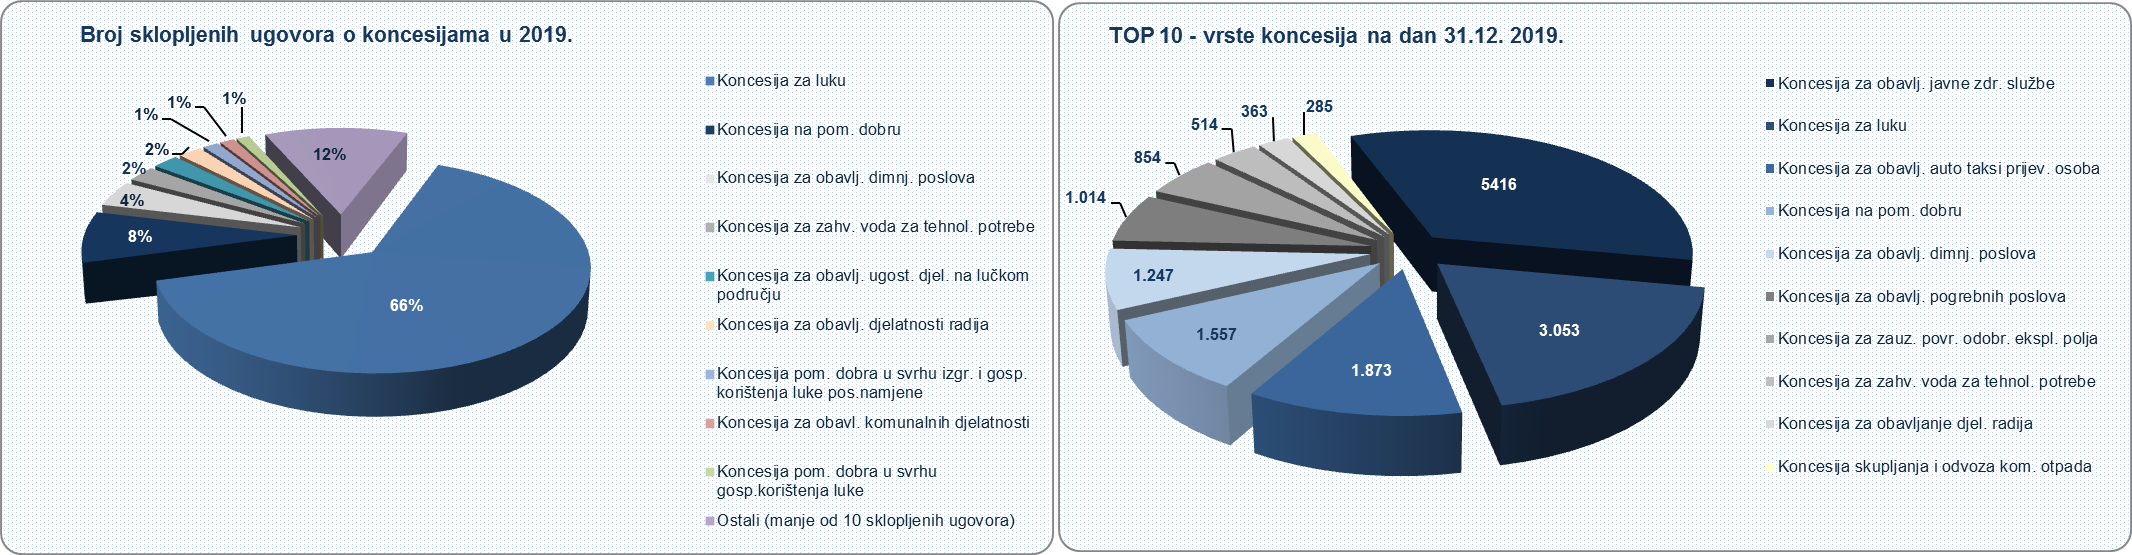 Broj sklopljenih ugovora o koncesijama u 2019.
1%
1%
1%
2%
2%
4%
8%
12%
66%
Koncesija za luku
Koncesija na pom. dobru
Koncesija za obavlj. dimnj. poslova
Koncesija za zahv. voda za tehnol. potrebe
Koncesija za obavlj. ugost. djel. na lučkom
području
Koncesija za obavlj. djelatnosti radija
Koncesija pom. dobra u svrhu izgr. i gosp.
korištenja luke pos.namjene
Koncesija za obavl. komunalnih djelatnosti
Koncesija pom. dobra u svrhu
gosp.korištenja luke
Ostali (manje od 10 sklopljenih ugovora)
TOP 10 - vrste koncesija na dan 31.12. 2019.
285
363
514
854
1.014
1.247
1.557
1.873
3.053
5416
Koncesija za obavlj. javne zdr. službe
Koncesija za luku
Koncesija za obavlj. auto taksi prijev. osoba
Koncesija na pom. dobru
Koncesija za obavlj. dimnj. poslova
Koncesija za obavlj. pogrebnih poslova
Koncesija za zauz. povr. odobr. ekspl. polja
Koncesija za zahv. voda za tehnol. potrebe
Koncesija za obavljanje djel. radija
Koncesija skupljanja i odvoza kom. otpada